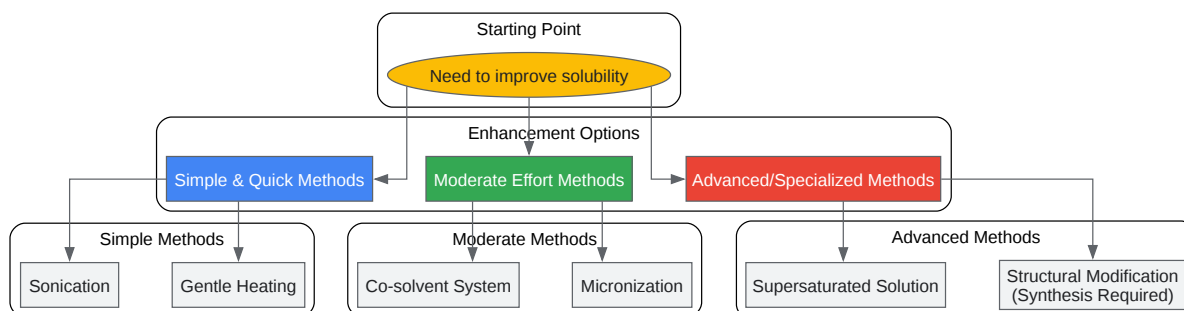 Starting Point
Need to improve solubility
Enhancement Options
Simple & Quick Methods
Moderate Effort Methods
Advanced/Specialized Methods
Simple Methods
Moderate Methods
Advanced Methods
Sonication
Gentle Heating
Co-solvent System
Micronization
Supersaturated Solution
Structural Modification
(Synthesis Required)